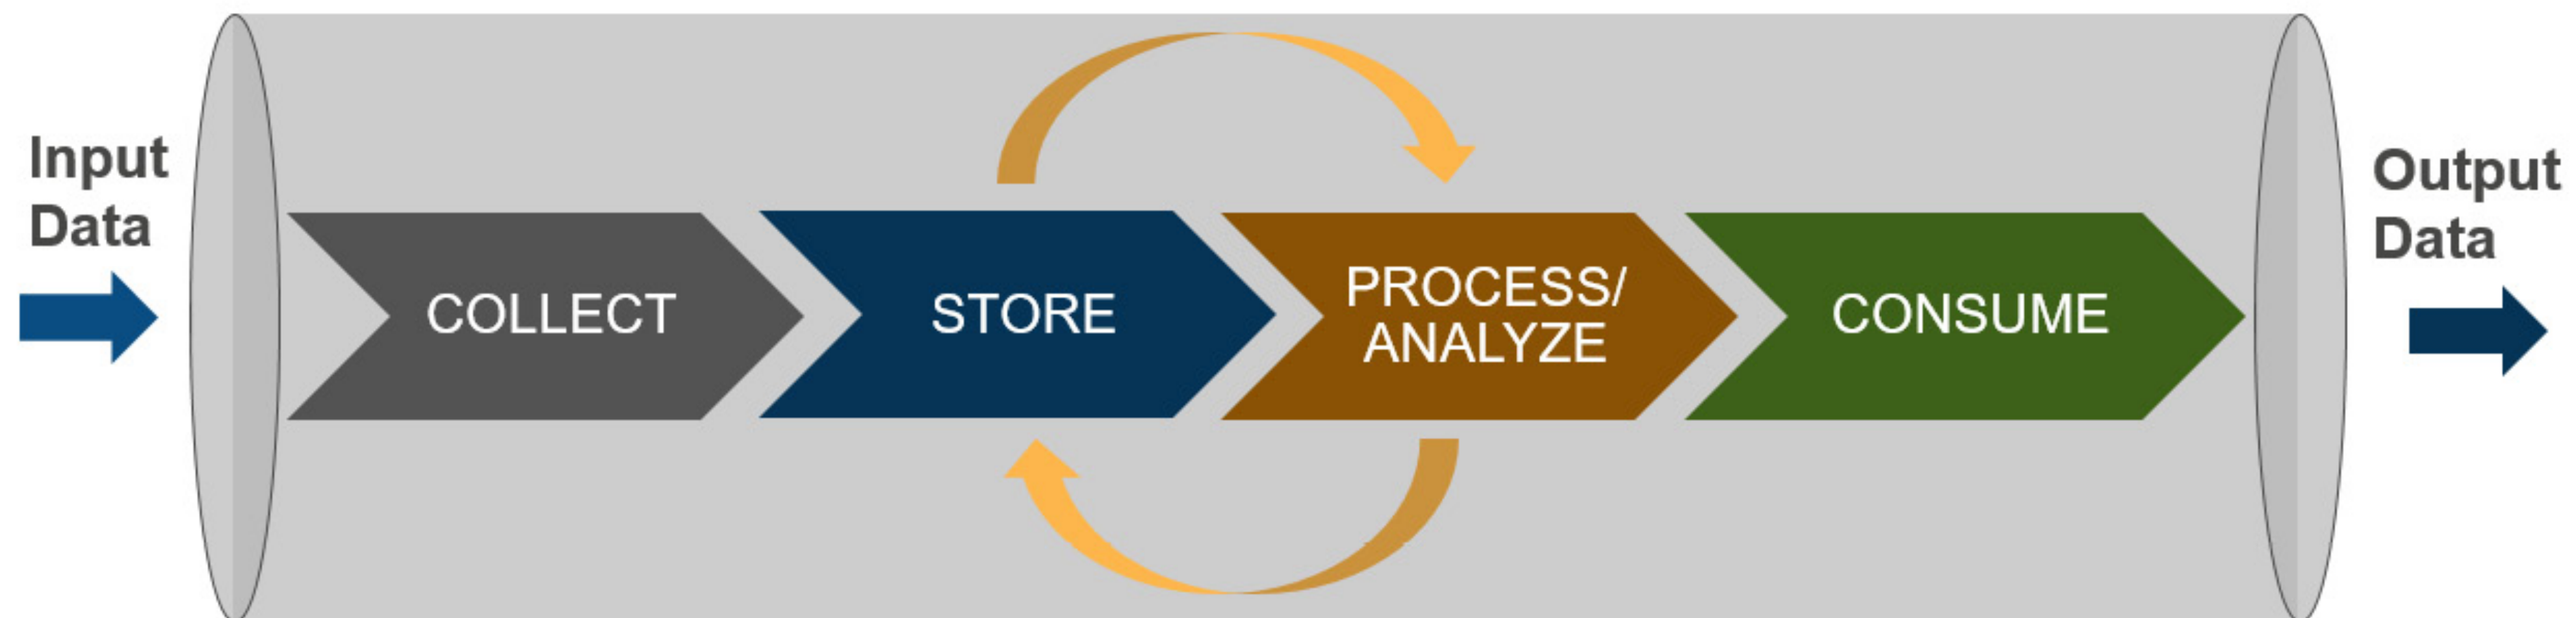 Input
Data
COLLECT
STORE
PROCESS/
ANALYZE
CONSUME
Output
Data